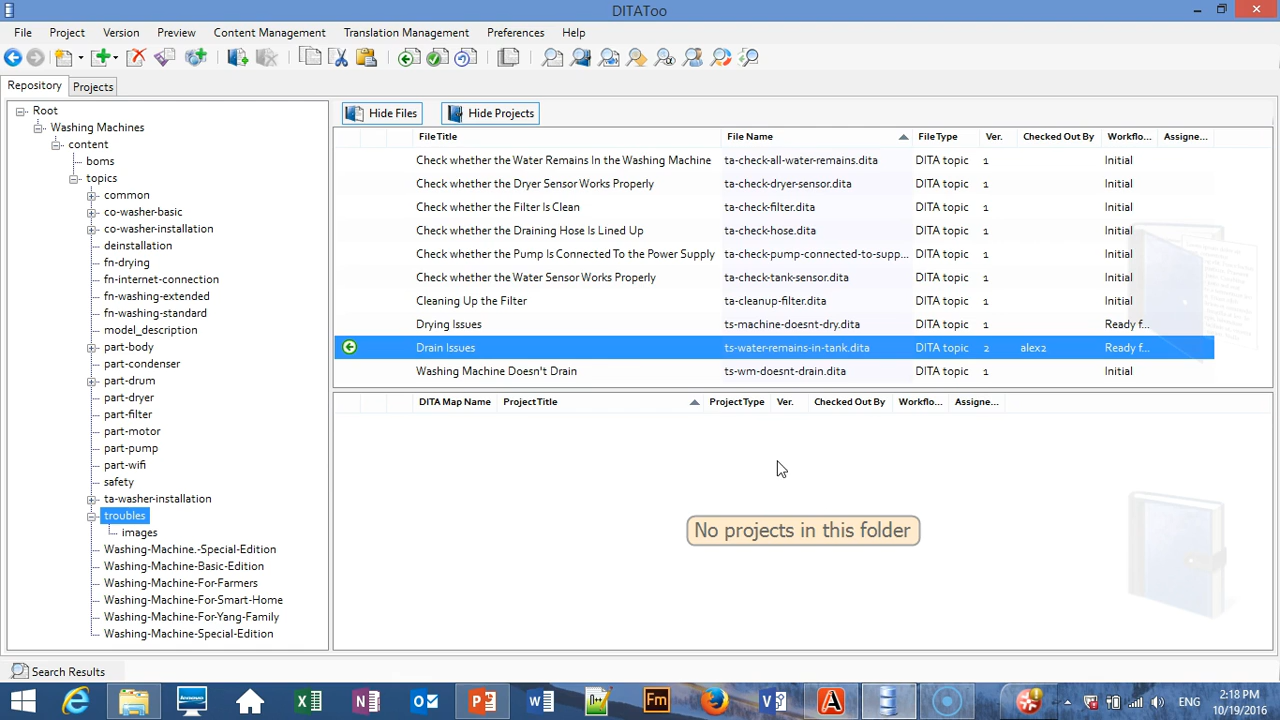 DITAToo
File Project Version Preview Content Management Translation Management Preferences Help
Repository Projects
Root
Washing Machines
content
boms
topics
common
co-washer-basic
co-washer-installation
deinstallation
fn-drying
fn-internet-connection
fn-washing-extended
fn-washing-standard
model_description
part-body
part-condenser
part-drum
part-dryer
part-filter
part-motor
part-pump
part-wifi
safety
ta-washer-installation
troubles
images
Washing-Machine.-Special-Edition
Washing-Machine-Basic-Edition
Washing-Machine-For-Farmers
Washing-Machine-For-Smart-Home
Washing-Machine-For-Yang-Family
Washing-Machine-Special-Edition
Hide Files Hide Projects
File Title File Name File Type Ver. Checked Out By Workflo... Assigne...
Check whether the Water Remains In the Washing Machine ta-check-all-water-remains.dita DITA topic 1 Initial
Check whether the Dryer Sensor Works Properly ta-check-dryer-sensor.dita DITA topic 1 Initial
Check whether the Filter Is Clean ta-check-filter.dita DITA topic 1 Initial
Check whether the Draining Hose Is Lined Up ta-check-hose.dita DITA topic 1 Initial
Check whether the Pump Is Connected To the Power Supply ta-check-pump-connected-to-supp... DITA topic 1 Initial
Check whether the Water Sensor Works Properly ta-check-tank-sensor.dita DITA topic 1 Initial
Cleaning Up the Filter ta-cleanup-filter.dita DITA topic 1 Initial
Drying Issues ts-machine-doesnt-dry.dita DITA topic 1 Ready f...
Drain Issues ts-water-remains-in-tank.dita DITA topic 2 alex2 Ready f...
Washing Machine Doesn't Drain ts-wm-doesnt-drain.dita DITA topic 1 Initial
DITA Map Name Project Title Project Type Ver. Checked Out By Workflo... Assigne...
No projects in this folder
Search Results
ENG
2:18 PM
10/19/2016